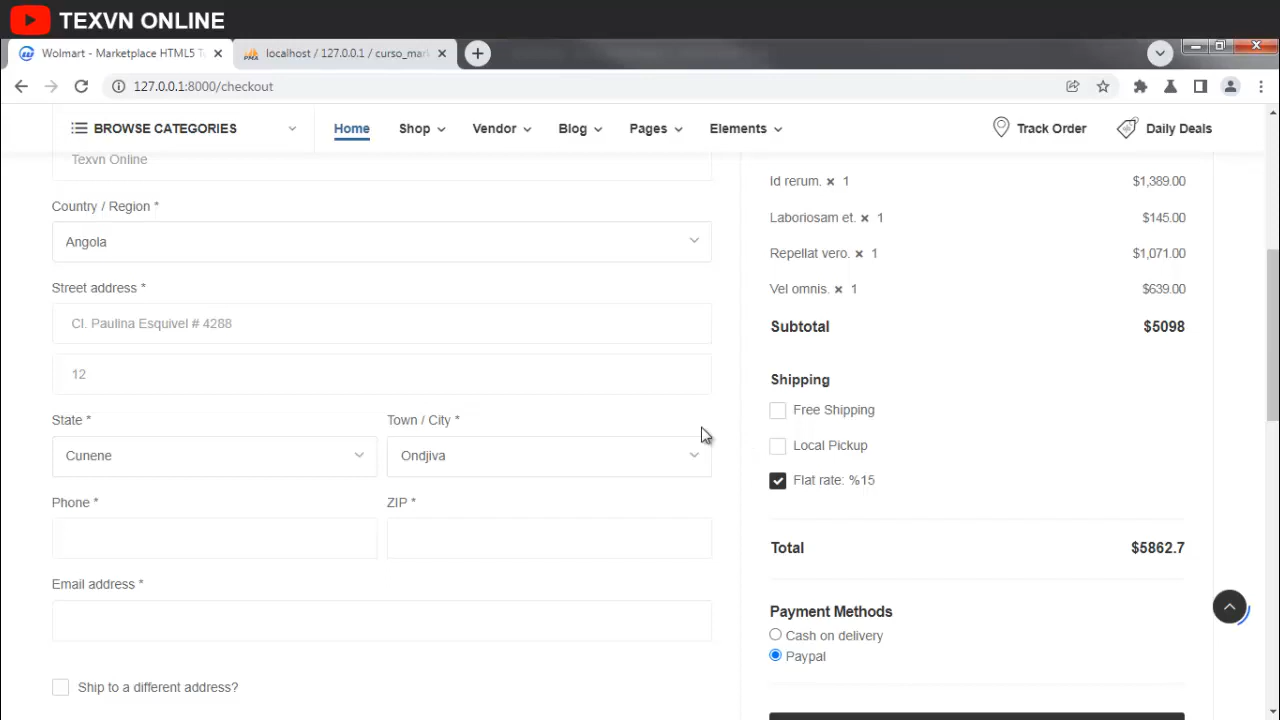 TEXVN ONLINE
Wolmart - Marketplace HTML5 T
localhost / 127.0.0.1 / curso_mark
127.0.0.1:8000/checkout
BROWSE CATEGORIES
Home
Shop
Vendor
Blog
Pages
Elements
Track Order
Daily Deals
Texvn Online
Country / Region *
Angola
Street address *
Cl. Paulina Esquivel # 4288
12
State *
Town / City *
Cunene
Ondjiva
Phone *
ZIP *
Email address *
Ship to a different address?
Id rerum. × 1 $1,389.00
Laboriosam et. × 1 $145.00
Repellat vero. × 1 $1,071.00
Vel omnis. × 1 $639.00
Subtotal $5098
Shipping
Free Shipping
Local Pickup
Flat rate: %15
Total $5862.7
Payment Methods
Cash on delivery
Paypal